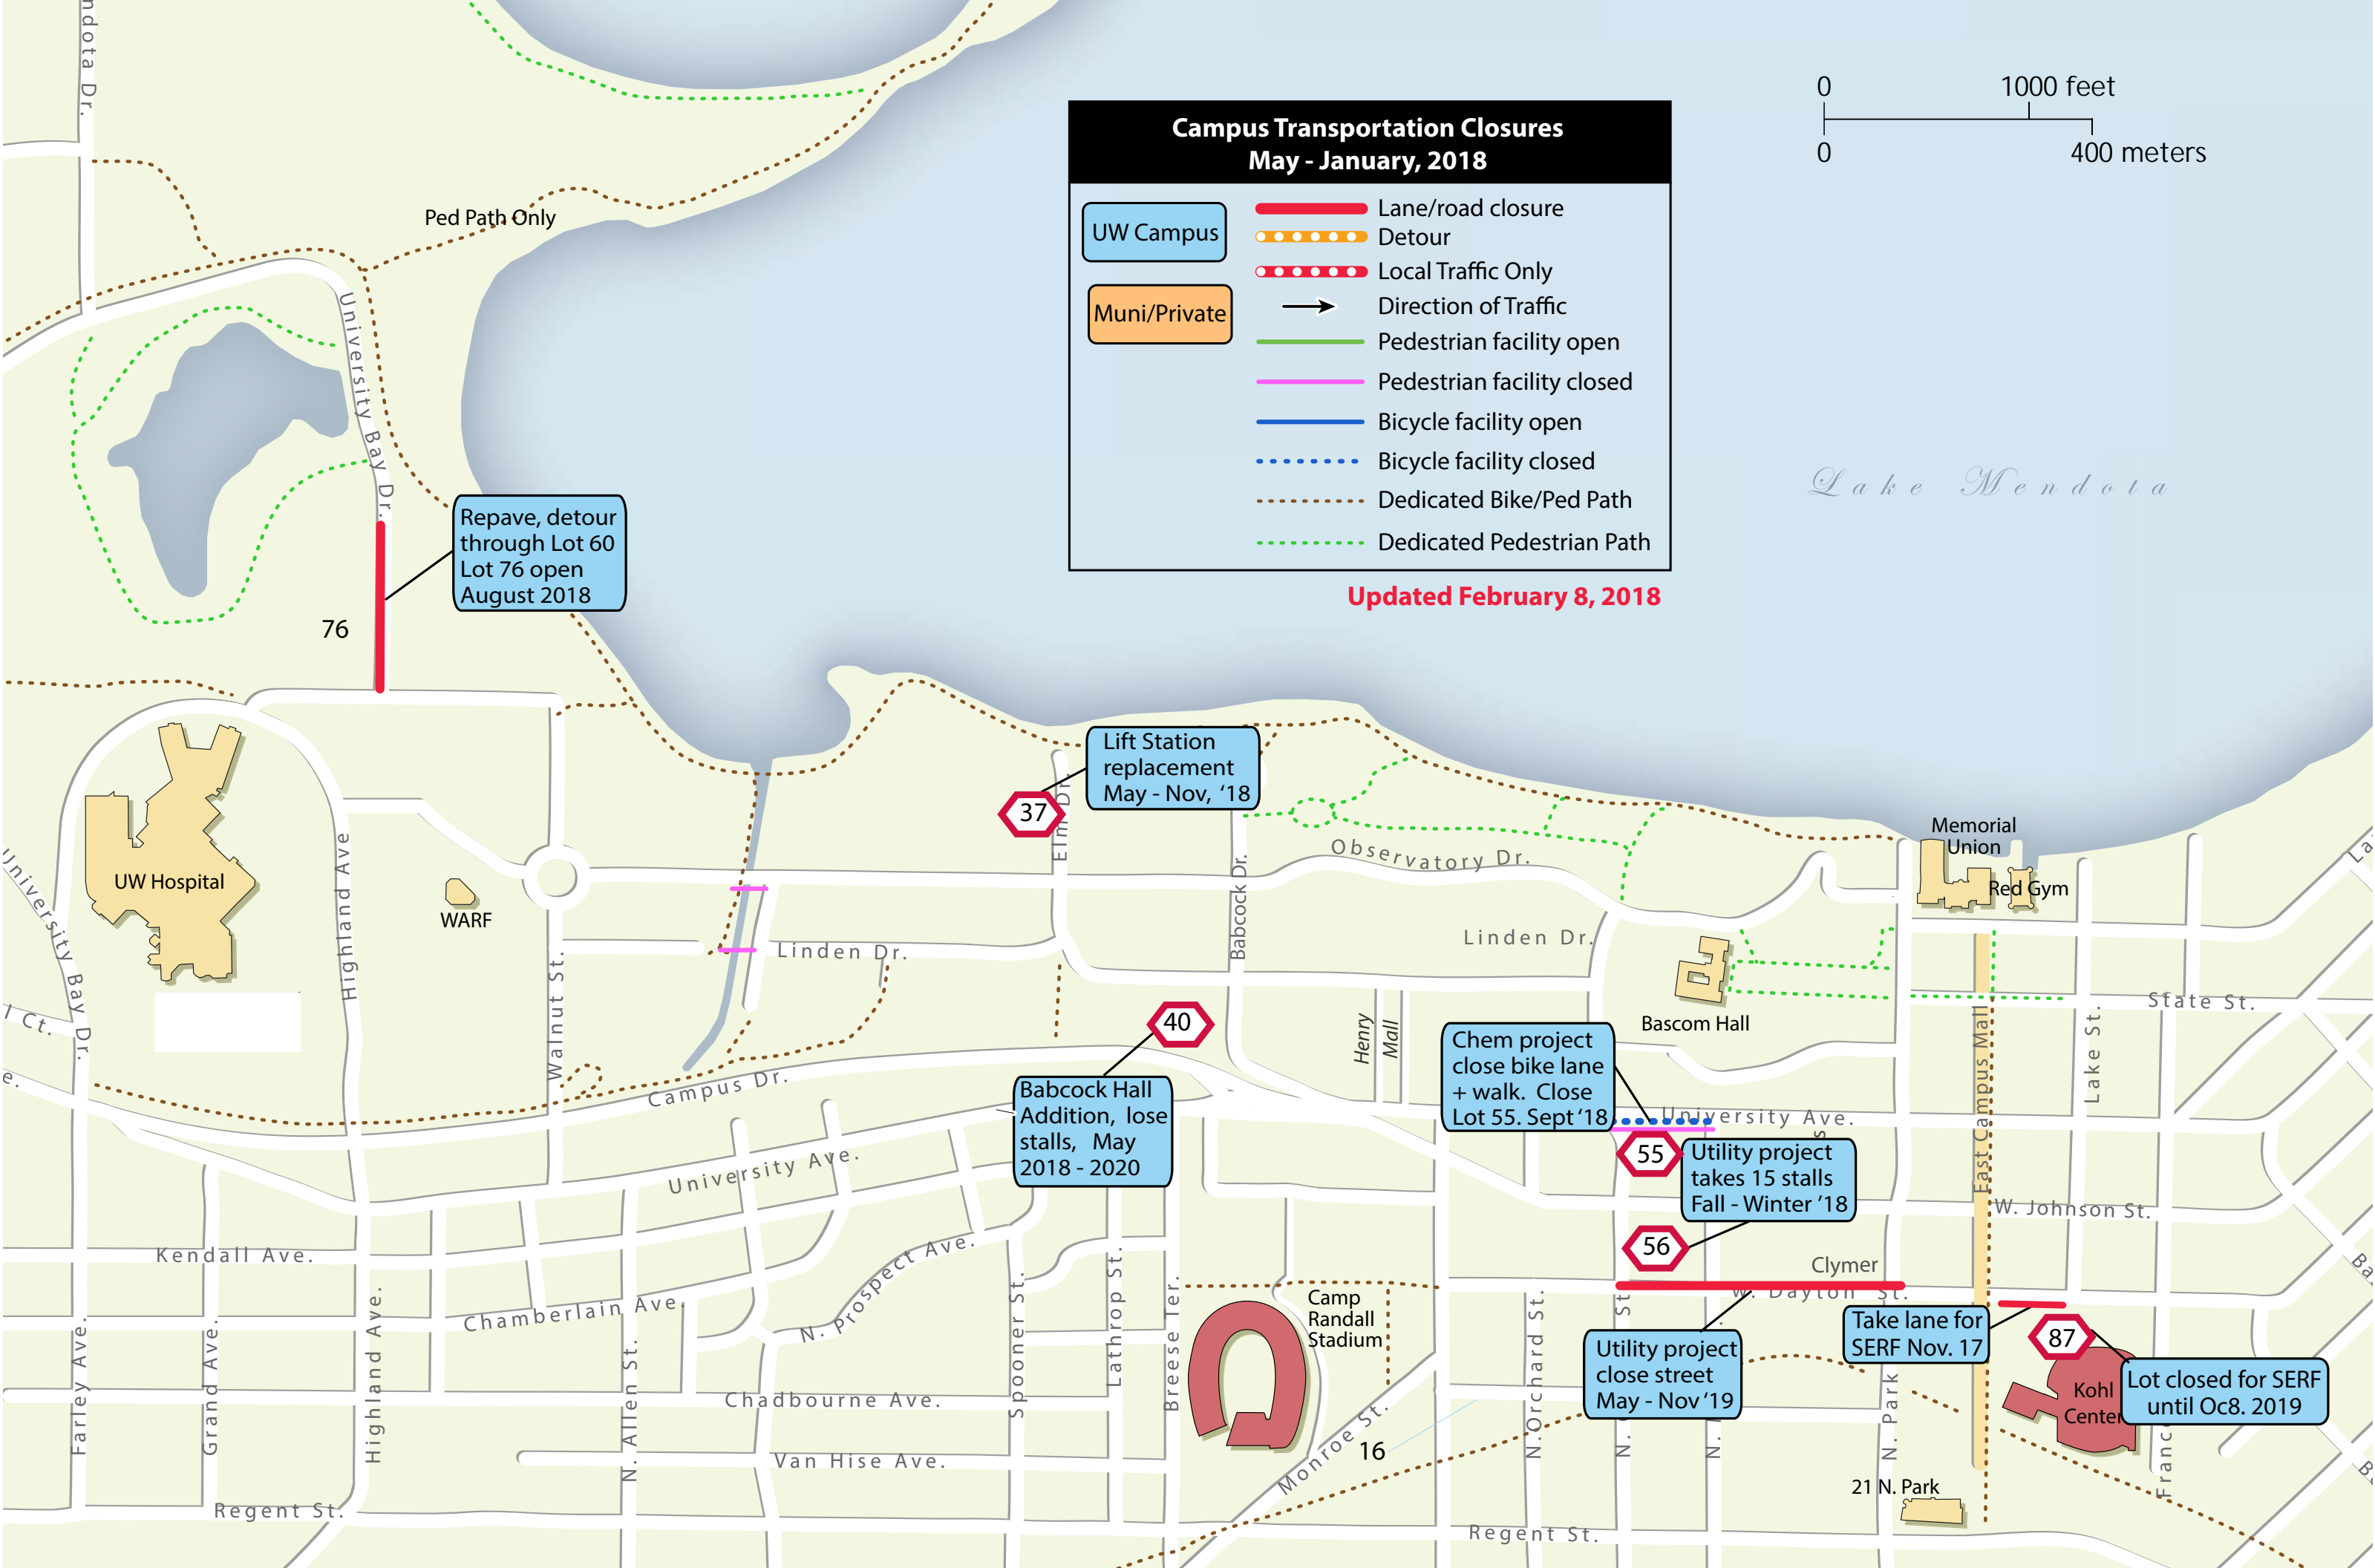 ndota Dr.
0
1000 feet
0
400 meters
Campus Transportation Closures
May - January, 2018
UW Campus
Muni/Private
Lane/road closure
Detour
Local Traffic Only
Direction of Traffic
Pedestrian facility open
Pedestrian facility closed
Bicycle facility open
Bicycle facility closed
Dedicated Bike/Ped Path
Dedicated Pedestrian Path
Updated February 8, 2018
Lake Mendota
Ped Path Only
University Bay Dr.
Repave, detour
through Lot 60
Lot 76 open
August 2018
76
Lift Station
replacement
May - Nov, ‘18
37
Elm Dr.
Observatory Dr.
Memorial
Union
Red Gym
La
UW Hospital
WARF
University Bay Dr.
Highland Ave
Walnut St.
Linden Dr.
Babcock Dr.
Linden Dr.
Bascom Hall
State St.
l Ct.
e.
40
Henry
Mall
Chem project
close bike lane
+ walk. Close
Lot 55. Sept ‘18
East Campus Mall
Lake St.
Campus Dr.
Babcock Hall
Addition, lose
stalls, May
2018 - 2020
University Ave.
s
55
Utility project
takes 15 stalls
Fall - Winter ’18
University Ave.
W. Johnson St.
Kendall Ave.
56
Clymer
W. Dayton St.
Ba
N. Prospect Ave.
Chamberlain Ave.
Camp
Randall
Stadium
Take lane for
SERF Nov. 17
87
Utility project
close street
May - Nov ‘19
Kohl
Center
Lot closed for SERF
until Oc8. 2019
Farley Ave.
Grand Ave.
Highland Ave.
N. Allen St.
Spooner St.
Lathrop St.
Breese Ter.
N.Orchard St.
St.
N.
N.
N. Park
Franc
Chadbourne Ave.
Van Hise Ave.
Monroe St.
16
21 N. Park
Regent St.
Regent St.